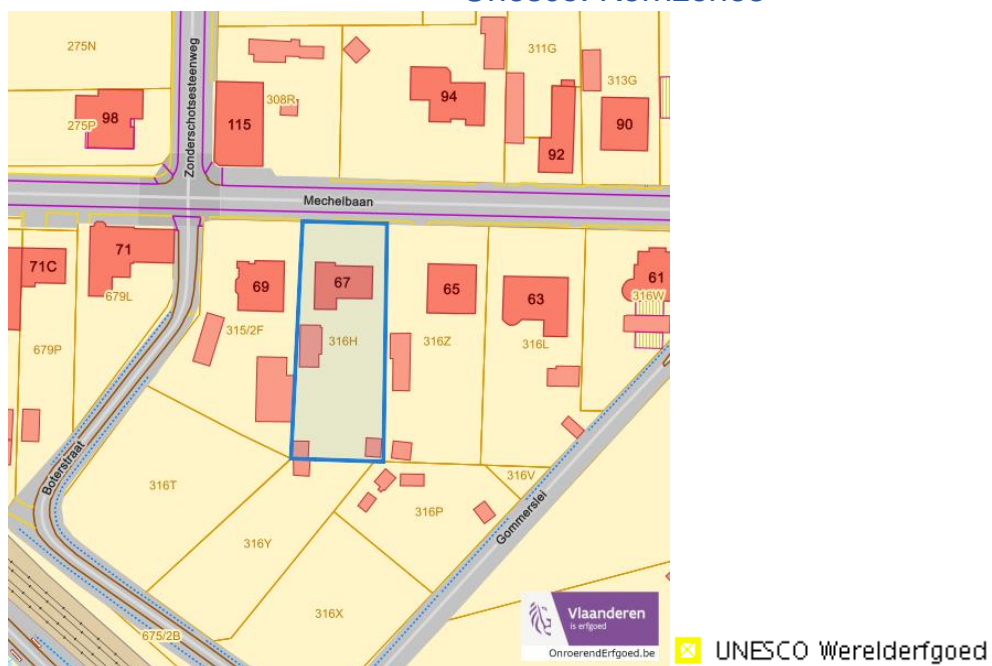 Unesco: Kernzones
275N
311G
313G
308R
94
98
275P
115
90
92
Zonderschotsesteenweg
Mechelbaan
71
71C
679L
69
67
65
63
61
316W
315/2F
316H
316Z
316L
679P
Boterstraat
316T
316V
316P
Gommerslei
316Y
316X
675/2B
Vlaanderen
is erfgoed
OnroerendErfgoed.be
UNESCO Werelderfgoed